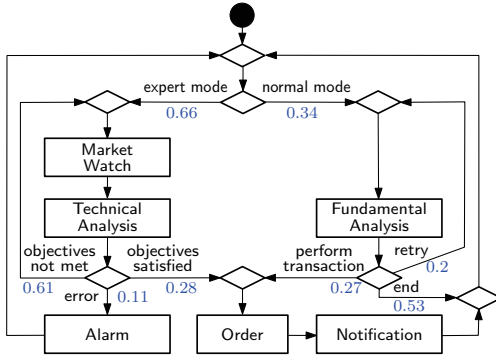 expert mode
normal mode
0.66
0.34
Market
Watch
Technical
Analysis
Fundamental
Analysis
objectives
not met
objectives
satisfied
perform
transaction
retry
0.2
0.61
error
0.11
0.28
0.27
end
0.53
Alarm
Order
Notification